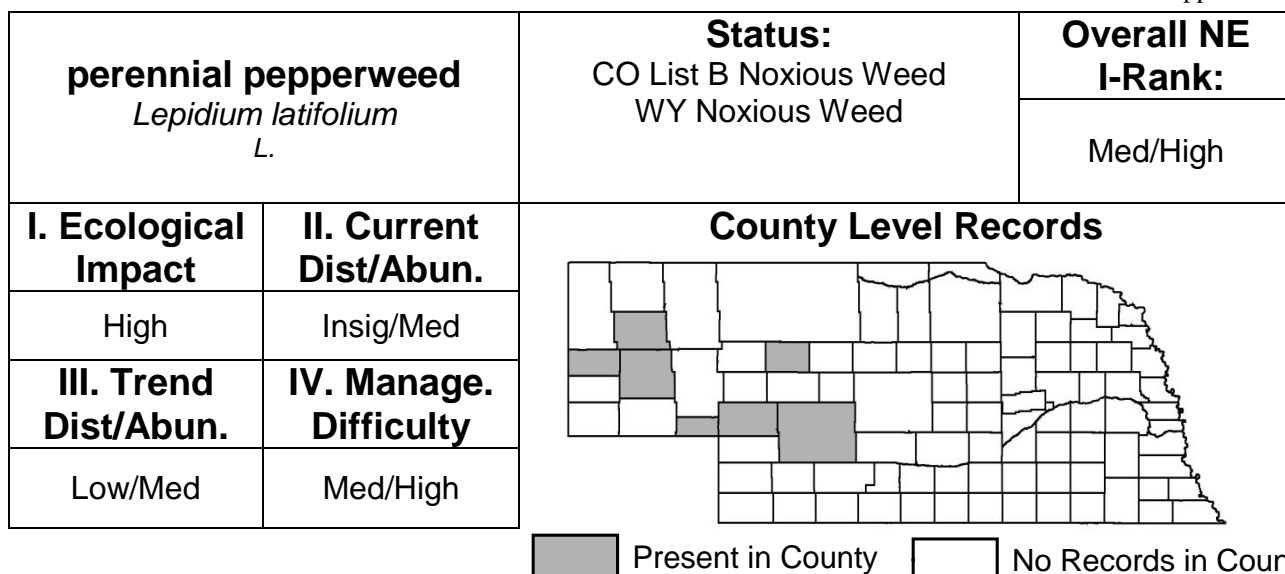 perennial pepperweed
Lepidium latifolium
L.
Status:
CO List B Noxious Weed
WY Noxious Weed
Overall NE
I-Rank:
Med/High
I. Ecological
Impact
II. Current
Dist/Abun.
High
Insig/Med
III. Trend
Dist/Abun.
IV. Manage.
Difficulty
Low/Med
Med/High
County Level Records
Present in County
No Records in Coun